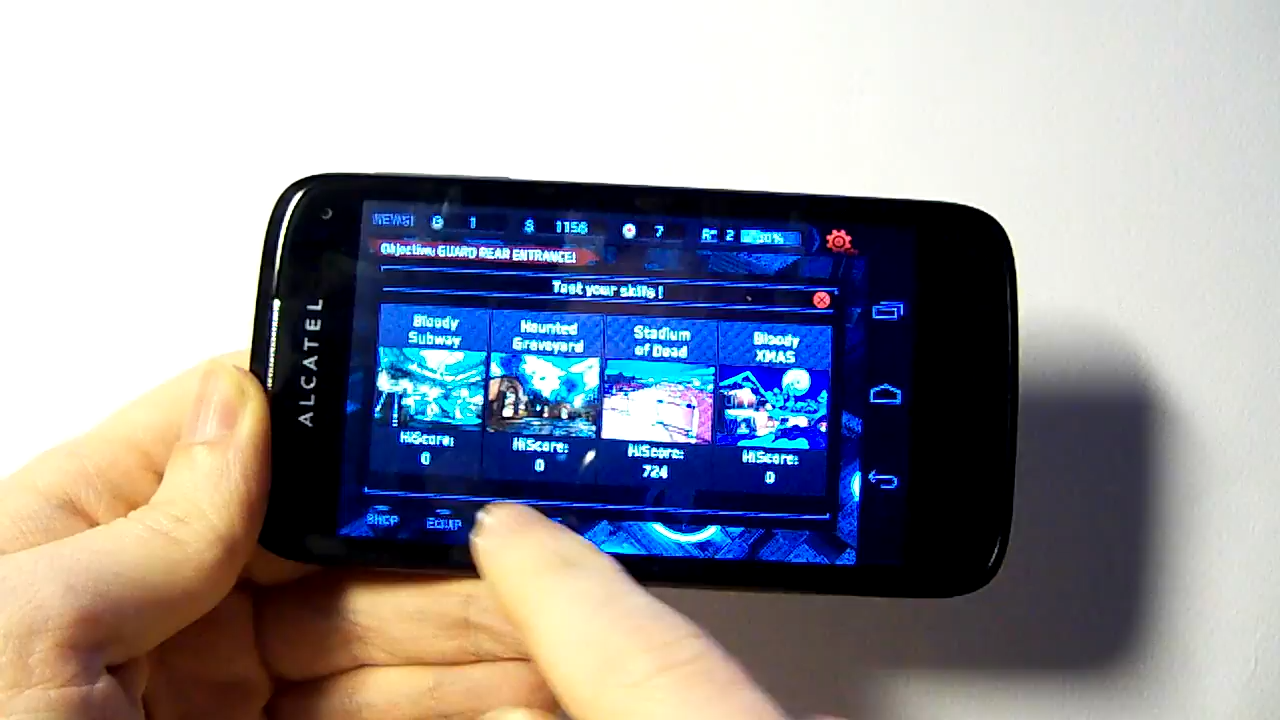 ALCATEL
NEWS! 1 1156 7 2 30%
Objective: GUARD REAR ENTRANCE!
Test your skills!
Bloody Subway
Haunted Graveyard
Stadium of Dead
Bloody XMAS
HiScore: 0
HiScore: 0
HiScore: 724
HiScore: 0
SHOP EQUIP